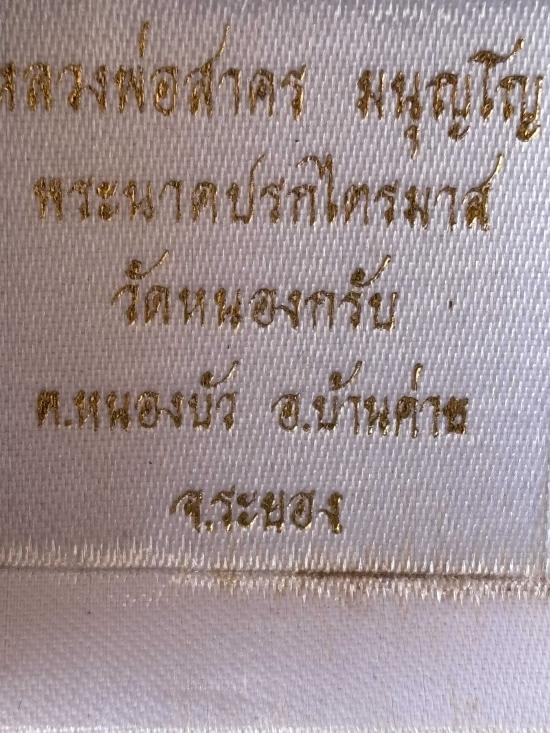 หลวงพ่อสาคร มนุญโญ
พระนาคปรกไตรมาส
วัดหนองกรับ
ต.หนองบัว อ.บ้านค่าย
จ.ระยอง